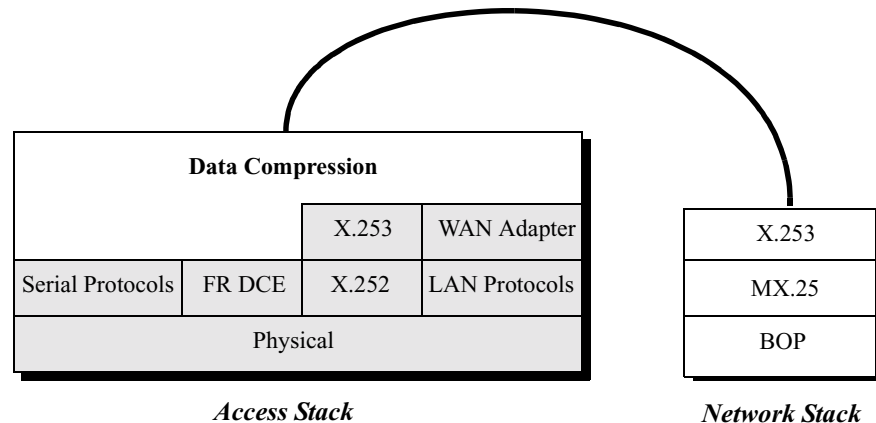 Data Compression
X.253 WAN Adapter
Serial Protocols FR DCE X.252 LAN Protocols
Physical
Access Stack
X.253
MX.25
BOP
Network Stack